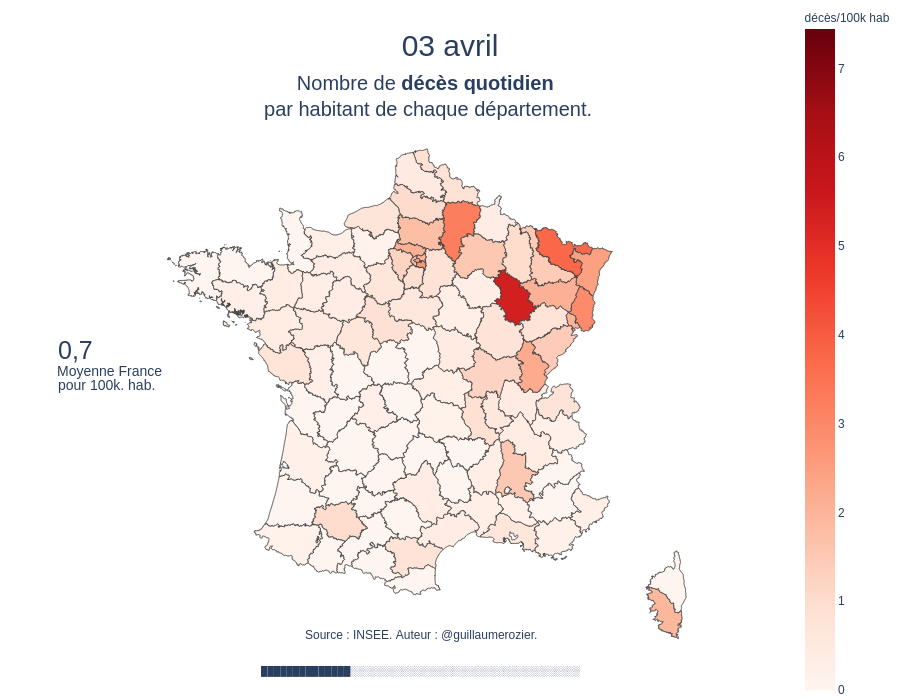 03 avril
Nombre de décès quotidien
par habitant de chaque département.
décès/100k hab
7
6
5
4
3
2
1
0
0,7
Moyenne France
pour 100k. hab.
Source : INSEE. Auteur : @guillaumerozier.